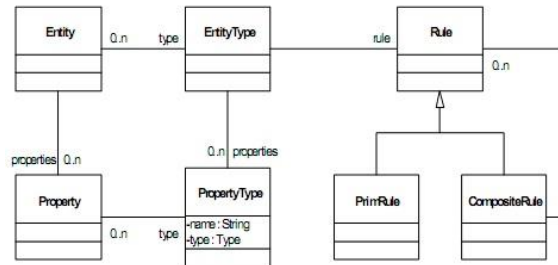 Entity
0..n
type
EntityType
rule
Rule
0..n
properties
0..n
0..n
properties
Property
0..n
type
PropertyType
-name : String
-type : Type
PrimRule
CompositeRule